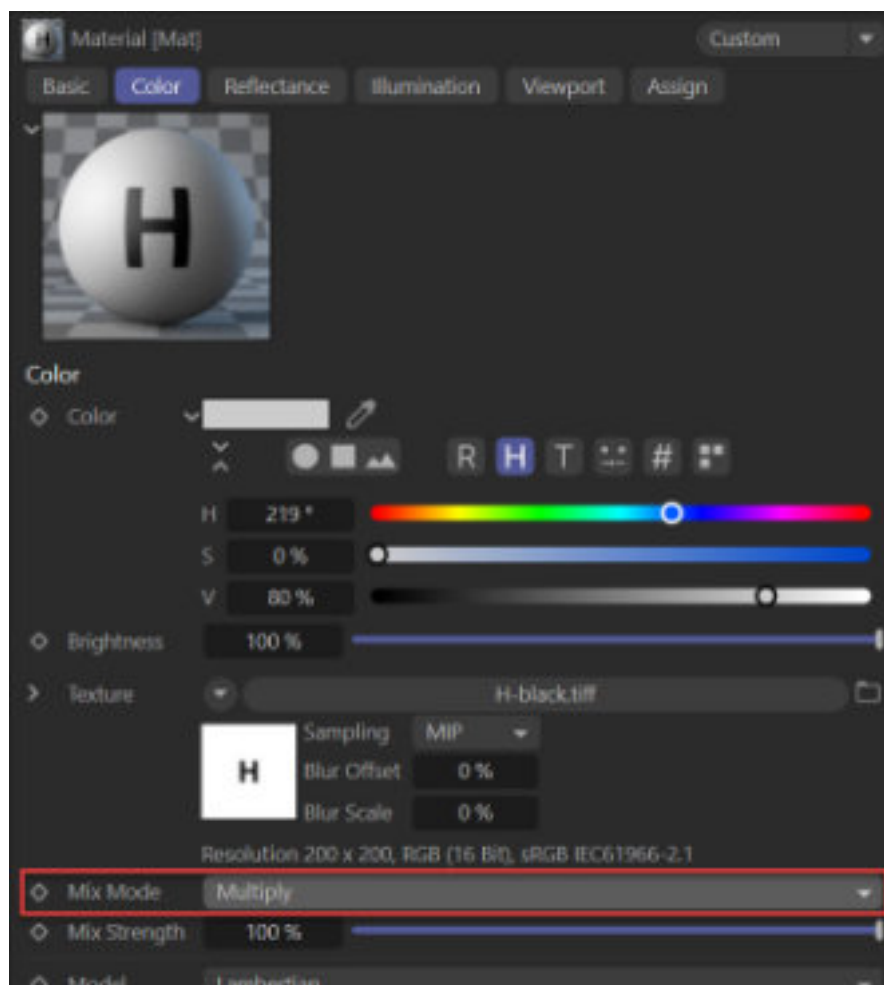 Material [Mat]
Custom
Basic Color Reflectance Illumination Viewport Assign
H
Color
Color
R H T #
H 219 °
S 0 %
V 80 %
Brightness 100 %
Texture H-black.tiff
Sampling MIP
H
Blur Offset 0 %
Blur Scale 0 %
Resolution 200 x 200, RGB (16 Bit), sRGB IEC61966-2.1
Mix Mode Multiply
Mix Strength 100 %
Model Lambertian